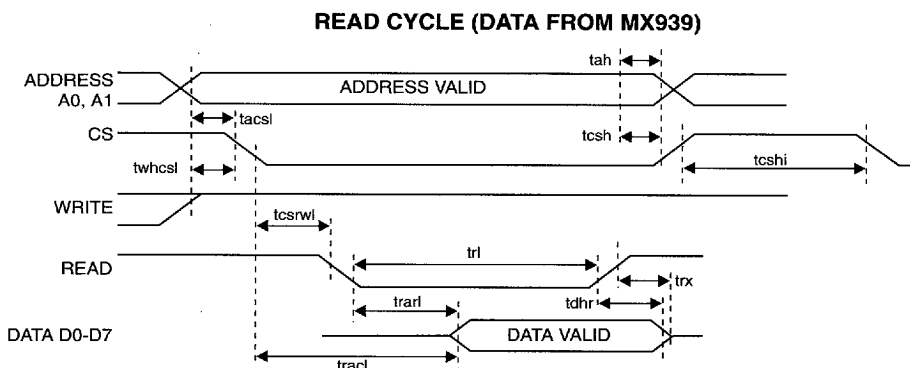 READ CYCLE (DATA FROM MX939)
tah
ADDRESS
A0, A1
ADDRESS VALID
tacsl
CS
tcsh
tcshi
twhcsl
WRITE
tcsrwl
READ
trl
trx
trarl
tdhr
DATA D0-D7
DATA VALID
tracl